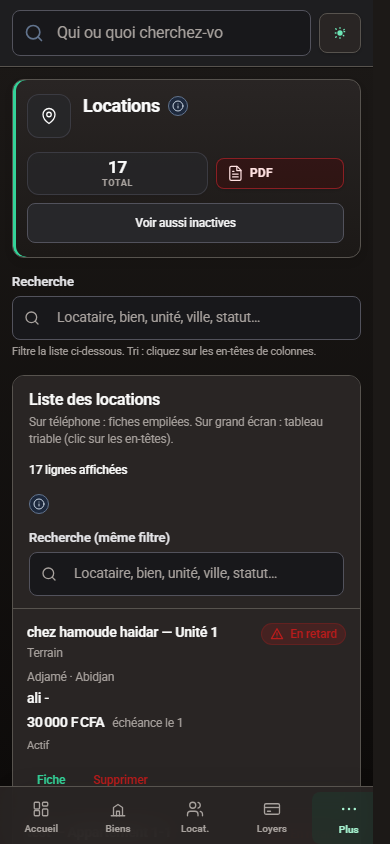 Qui ou quoi cherchez-vo
Locations
17
TOTAL
PDF
Voir aussi inactives
Recherche
Locataire, bien, unité, ville, statut...
Filtre la liste ci-dessous. Tri : cliquez sur les en-têtes de colonnes.
Liste des locations
Sur téléphone : fiches empilées. Sur grand écran : tableau
triable (clic sur les en-têtes).
17 lignes affichées
Recherche (même filtre)
Locataire, bien, unité, ville, statut...
chez hamoude haidar — Unité 1
En retard
Terrain
Adjamé · Abidjan
ali -
30 000 F CFA échéance le 1
Actif
Fiche Supprimer
Accueil Biens Locat. Loyers Plus